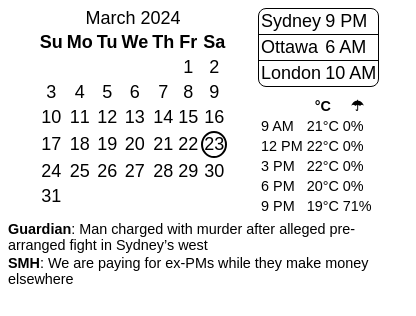 March 2024
Su Mo Tu We Th Fr Sa
1 2
3 4 5 6 7 8 9
10 11 12 13 14 15 16
17 18 19 20 21 22 23
24 25 26 27 28 29 30
31
Sydney 9 PM
Ottawa 6 AM
London 10 AM
°C ☂
9 AM 21°C 0%
12 PM 22°C 0%
3 PM 22°C 0%
6 PM 20°C 0%
9 PM 19°C 71%
Guardian: Man charged with murder after alleged pre-
arranged fight in Sydney’s west
SMH: We are paying for ex-PMs while they make money
elsewhere